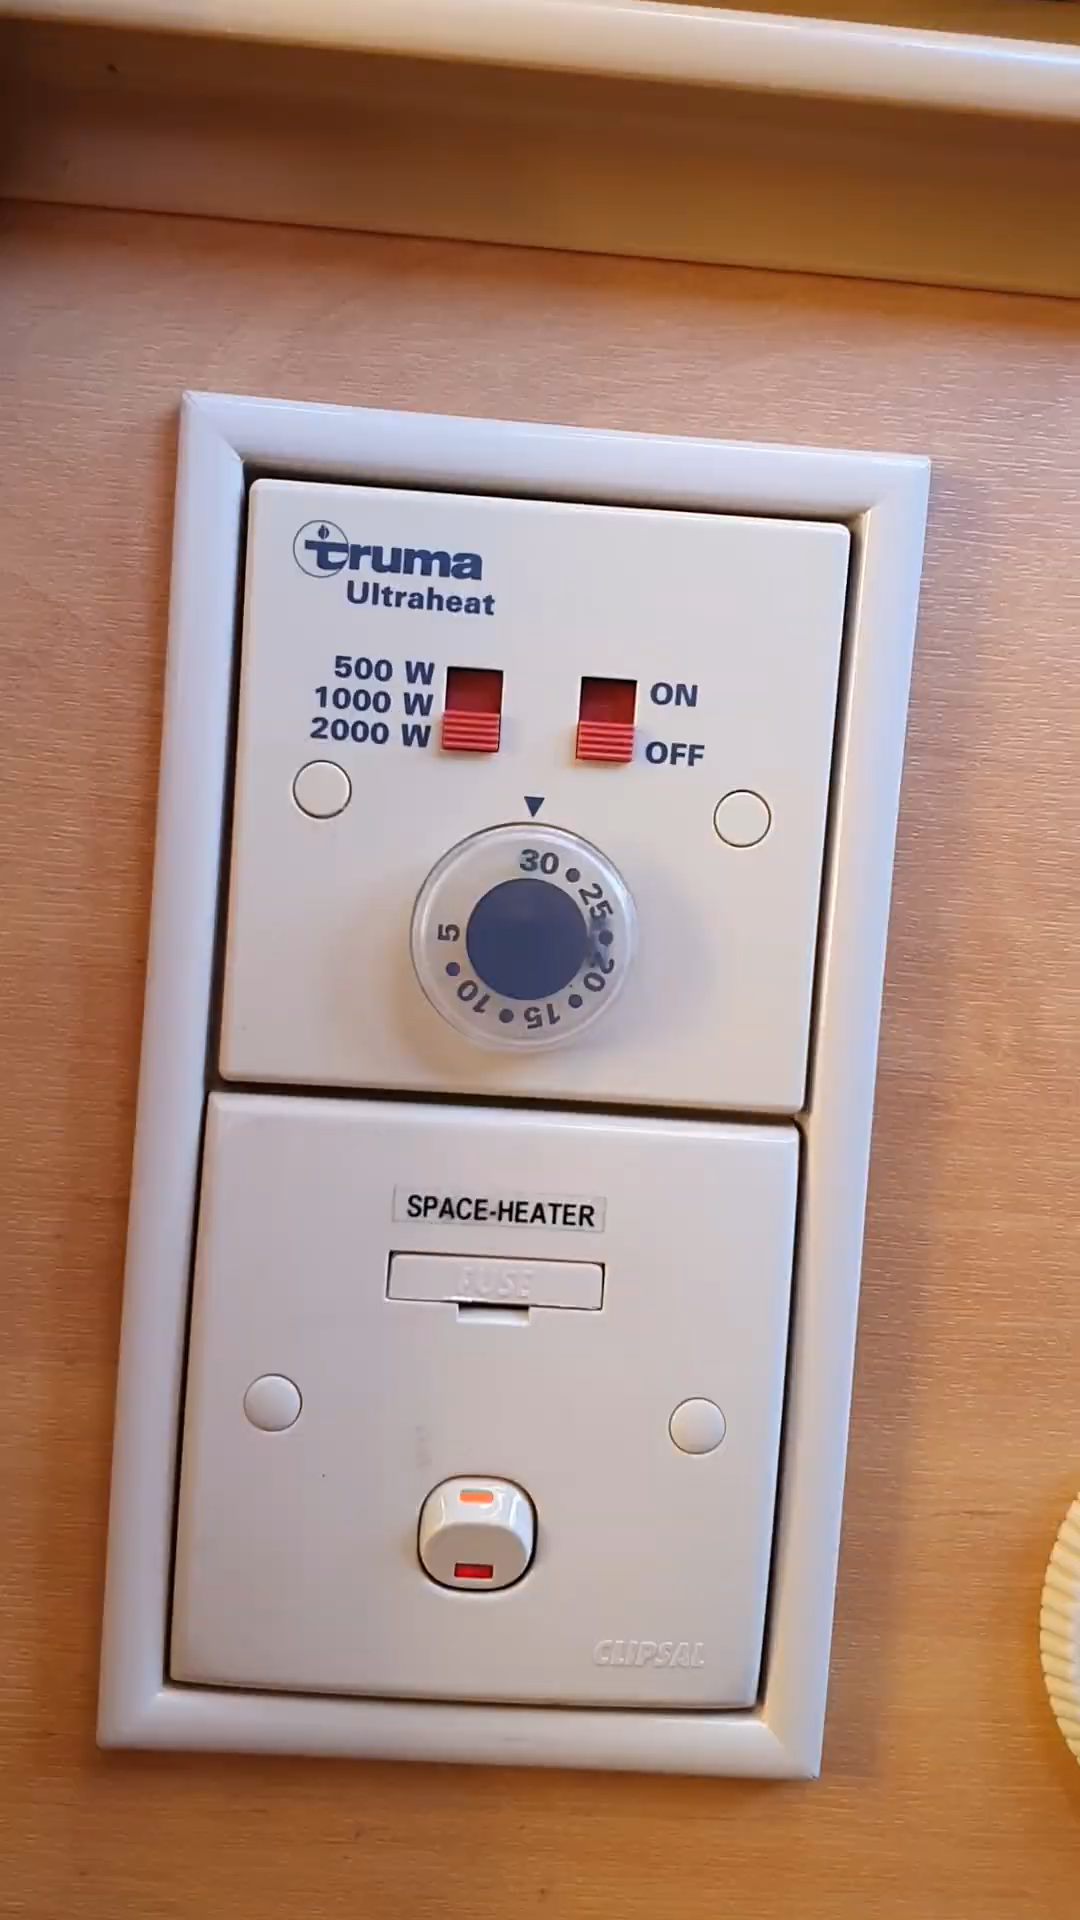 truma
Ultraheat
500 W
1000 W
2000 W
ON
OFF
30 • 25 • 20 • 15 • 10 • 5
SPACE-HEATER
FUSE
CLIPSAL